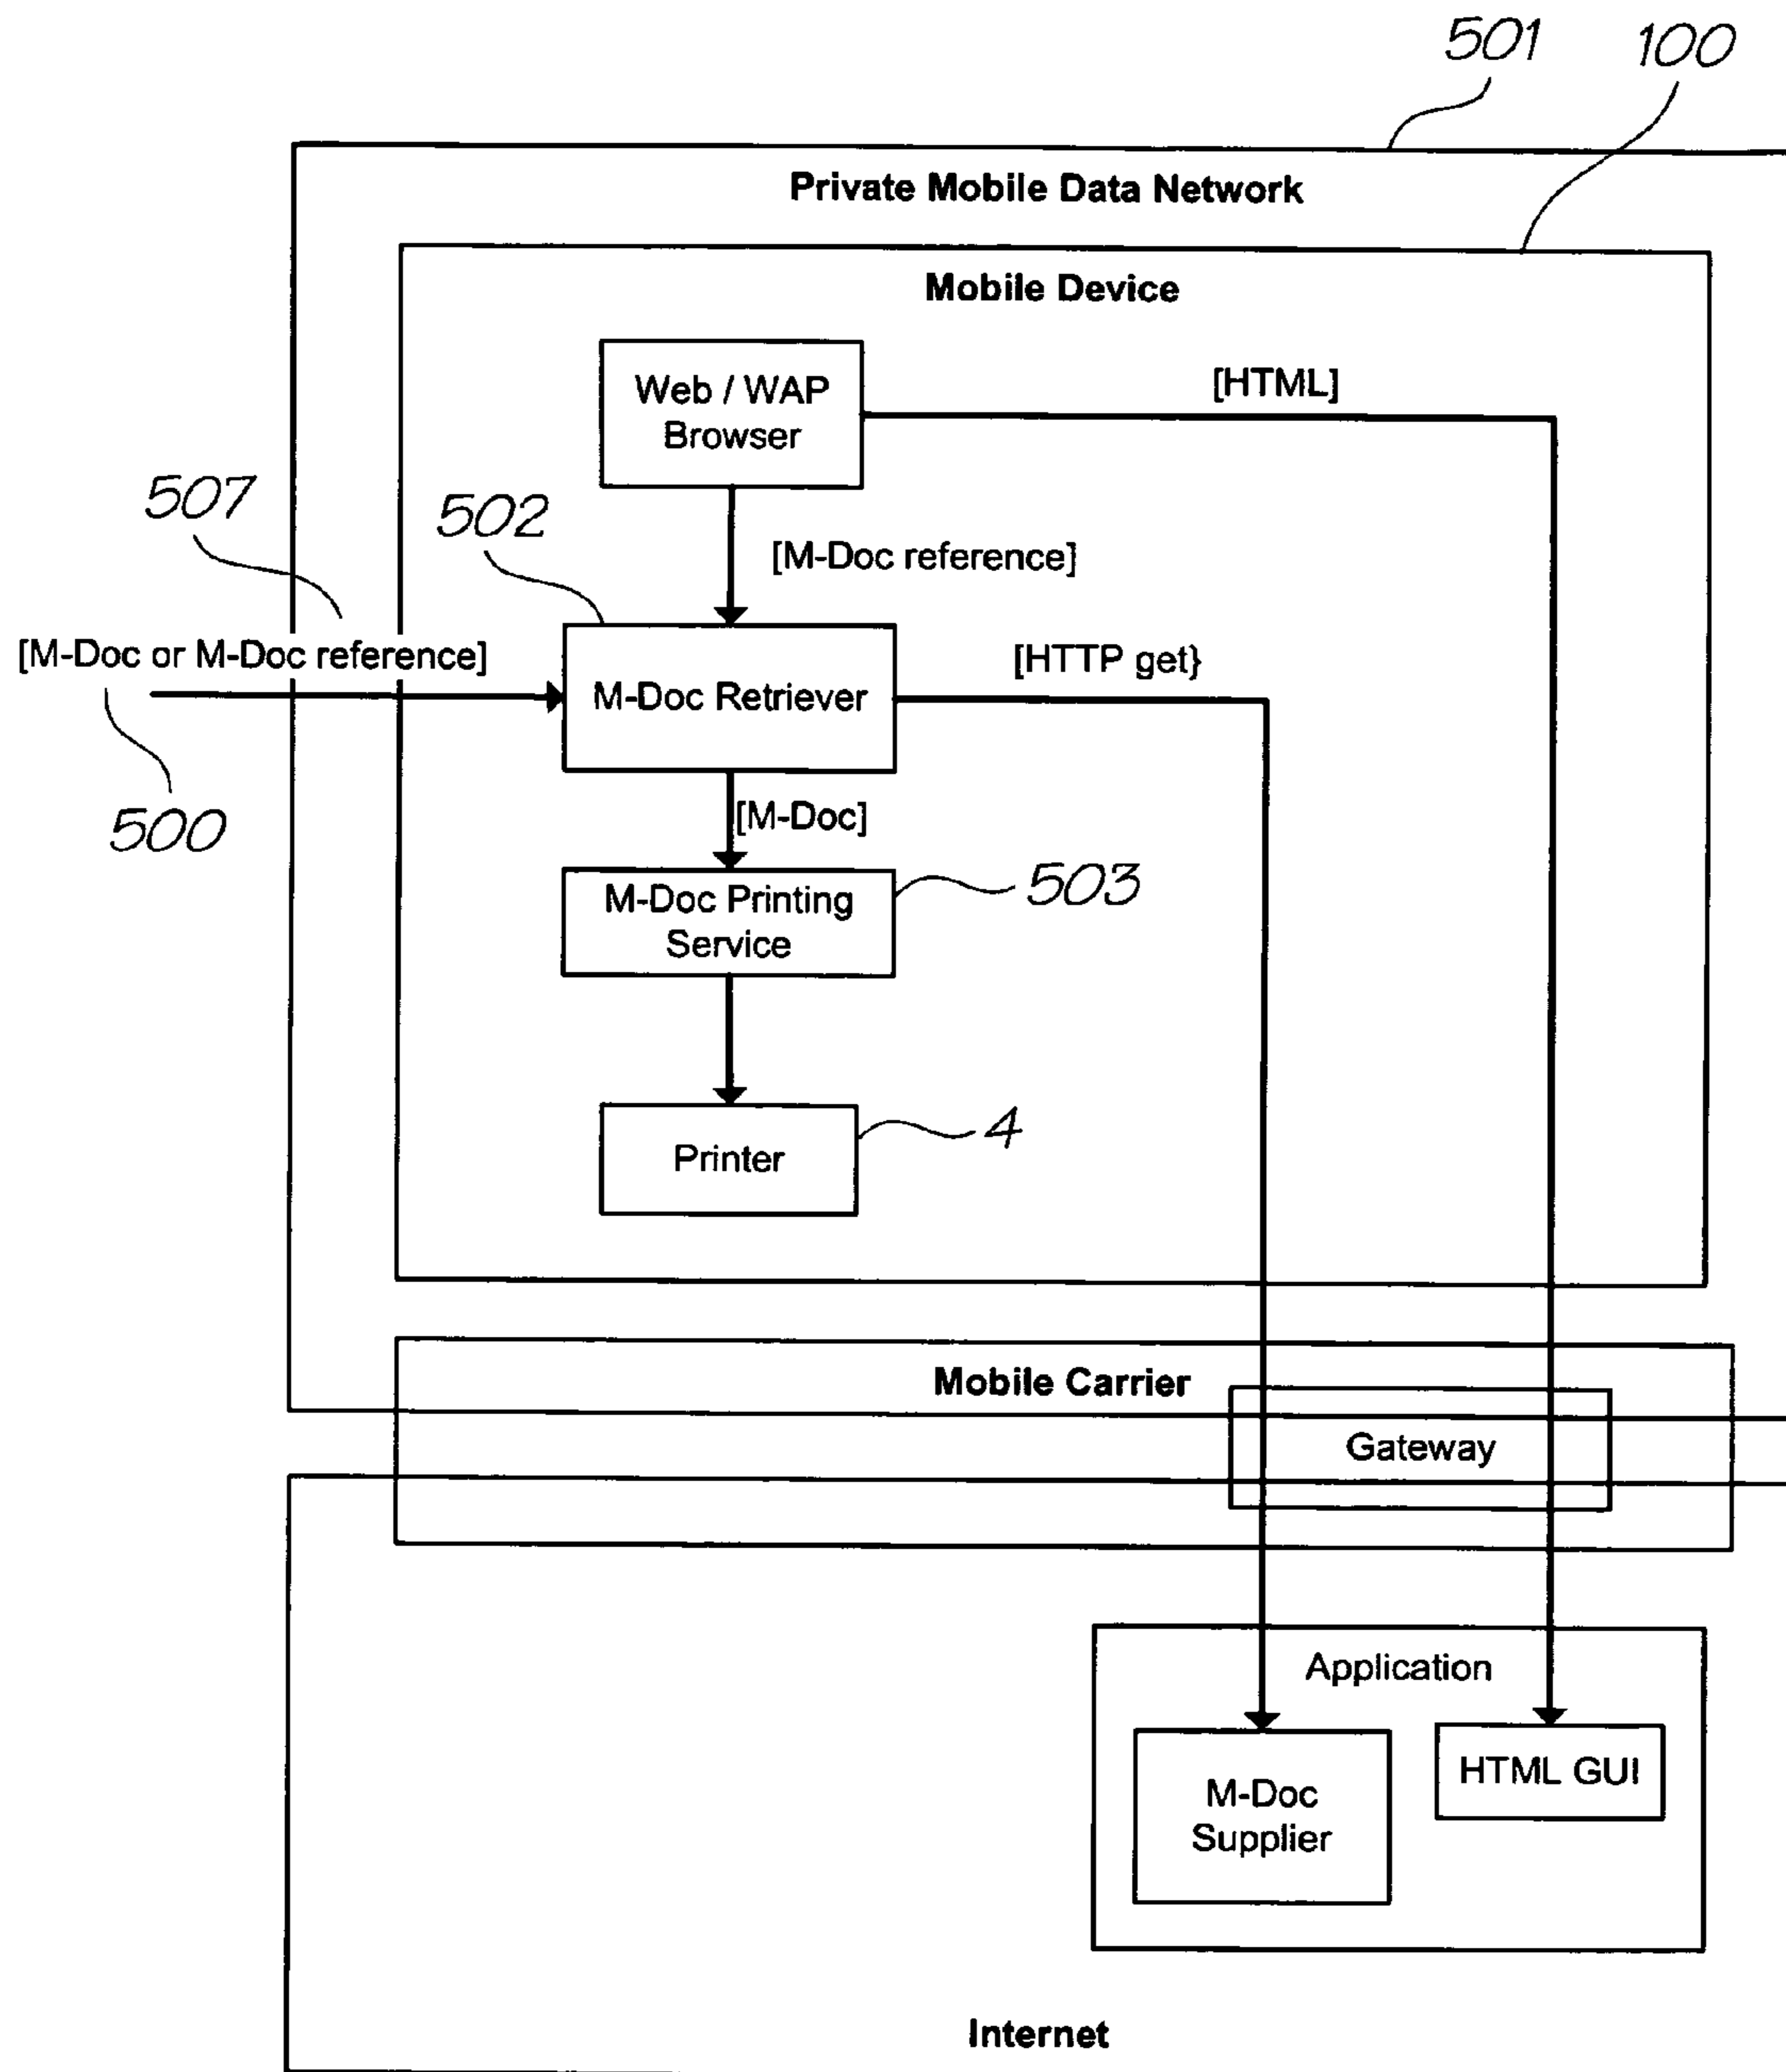 501
100
Private Mobile Data Network
Mobile Device
Web / WAP
Browser
[HTML]
507
502
[M-Doc reference]
[M-Doc or M-Doc reference]
[HTTP get}
M-Doc Retriever
500
[M-Doc]
M-Doc Printing
Service
503
Printer
4
Mobile Carrier
Gateway
Application
M-Doc
Supplier
HTML GUI
Internet